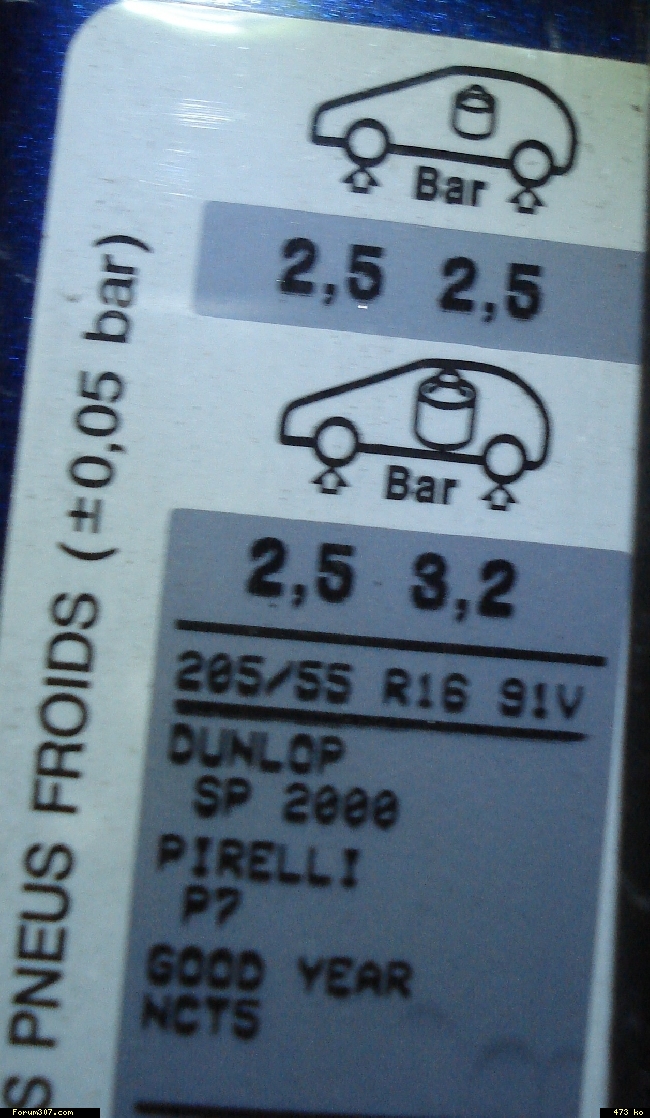 Bar
2,5 2,5
Bar
2,5 3,2
205/55 R16 91V
DUNLOP
SP 2000
PIRELLI
P7
GOOD YEAR
NCT5
S PNEUS FROIDS (±0,05 bar)
Forum307.com
473 ko